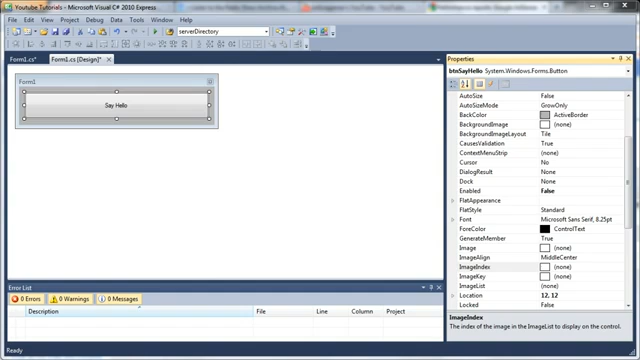 Youtube Tutorials - Microsoft Visual C# 2010 Express
File Edit View Project Debug Data Format Tools Window Help
serverDirectory
Form1.cs*
Form1.cs [Design]*
Form1
Say Hello
Properties
btnSayHello System.Windows.Forms.Button
AutoSize False
AutoSizeMode GrowOnly
BackColor ActiveBorder
BackgroundImage (none)
BackgroundImageLayout Tile
CausesValidation True
ContextMenuStrip (none)
Cursor No
DialogResult None
Dock None
Enabled False
FlatAppearance
FlatStyle Standard
Font Microsoft Sans Serif, 8.25pt
ForeColor ControlText
GenerateMember True
Image (none)
ImageAlign MiddleCenter
ImageIndex (none)
ImageKey (none)
ImageList (none)
Location 12, 12
Locked False
ImageIndex
The index of the image in the ImageList to display on the control.
Error List
0 Errors 0 Warnings 0 Messages
Description File Line Column Project
Ready